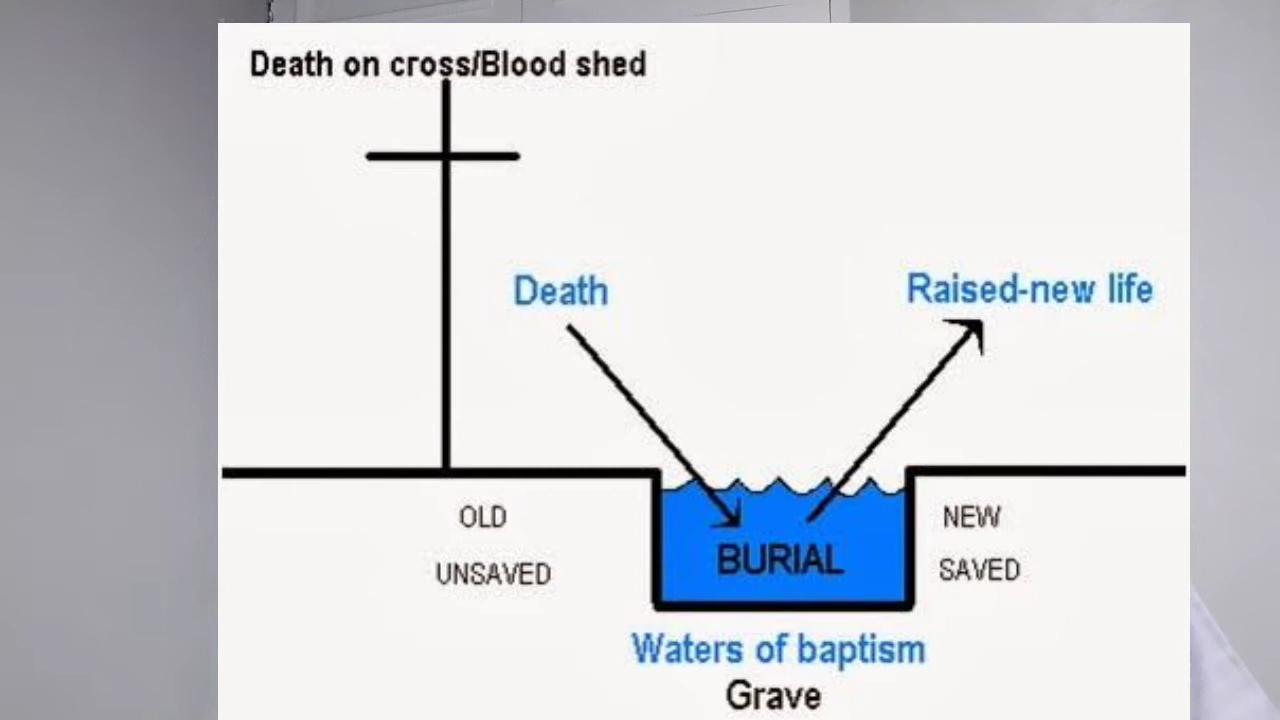 Death on cross/Blood shed
Death
Raised-new life
OLD
NEW
UNSAVED
SAVED
BURIAL
Waters of baptism
Grave